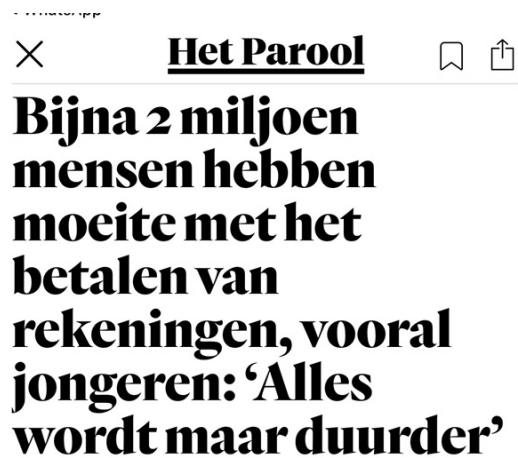 Het Parool
Bijna 2 miljoen
mensen hebben
moeite met het
betalen van
rekeningen, vooral
jongeren: ‘Alles
wordt maar duurder’